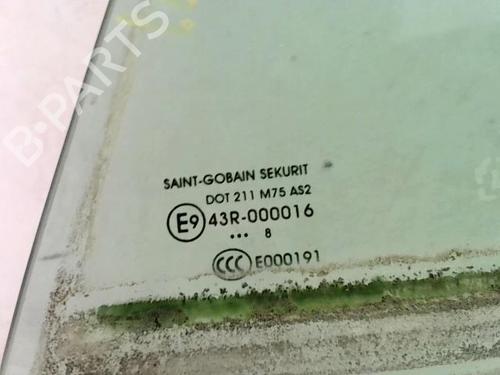 B-PARTS
SAINT-GOBAIN SEKURIT
DOT 211 M75 AS2
E9 43R-000016
••• 8
CCC E000191